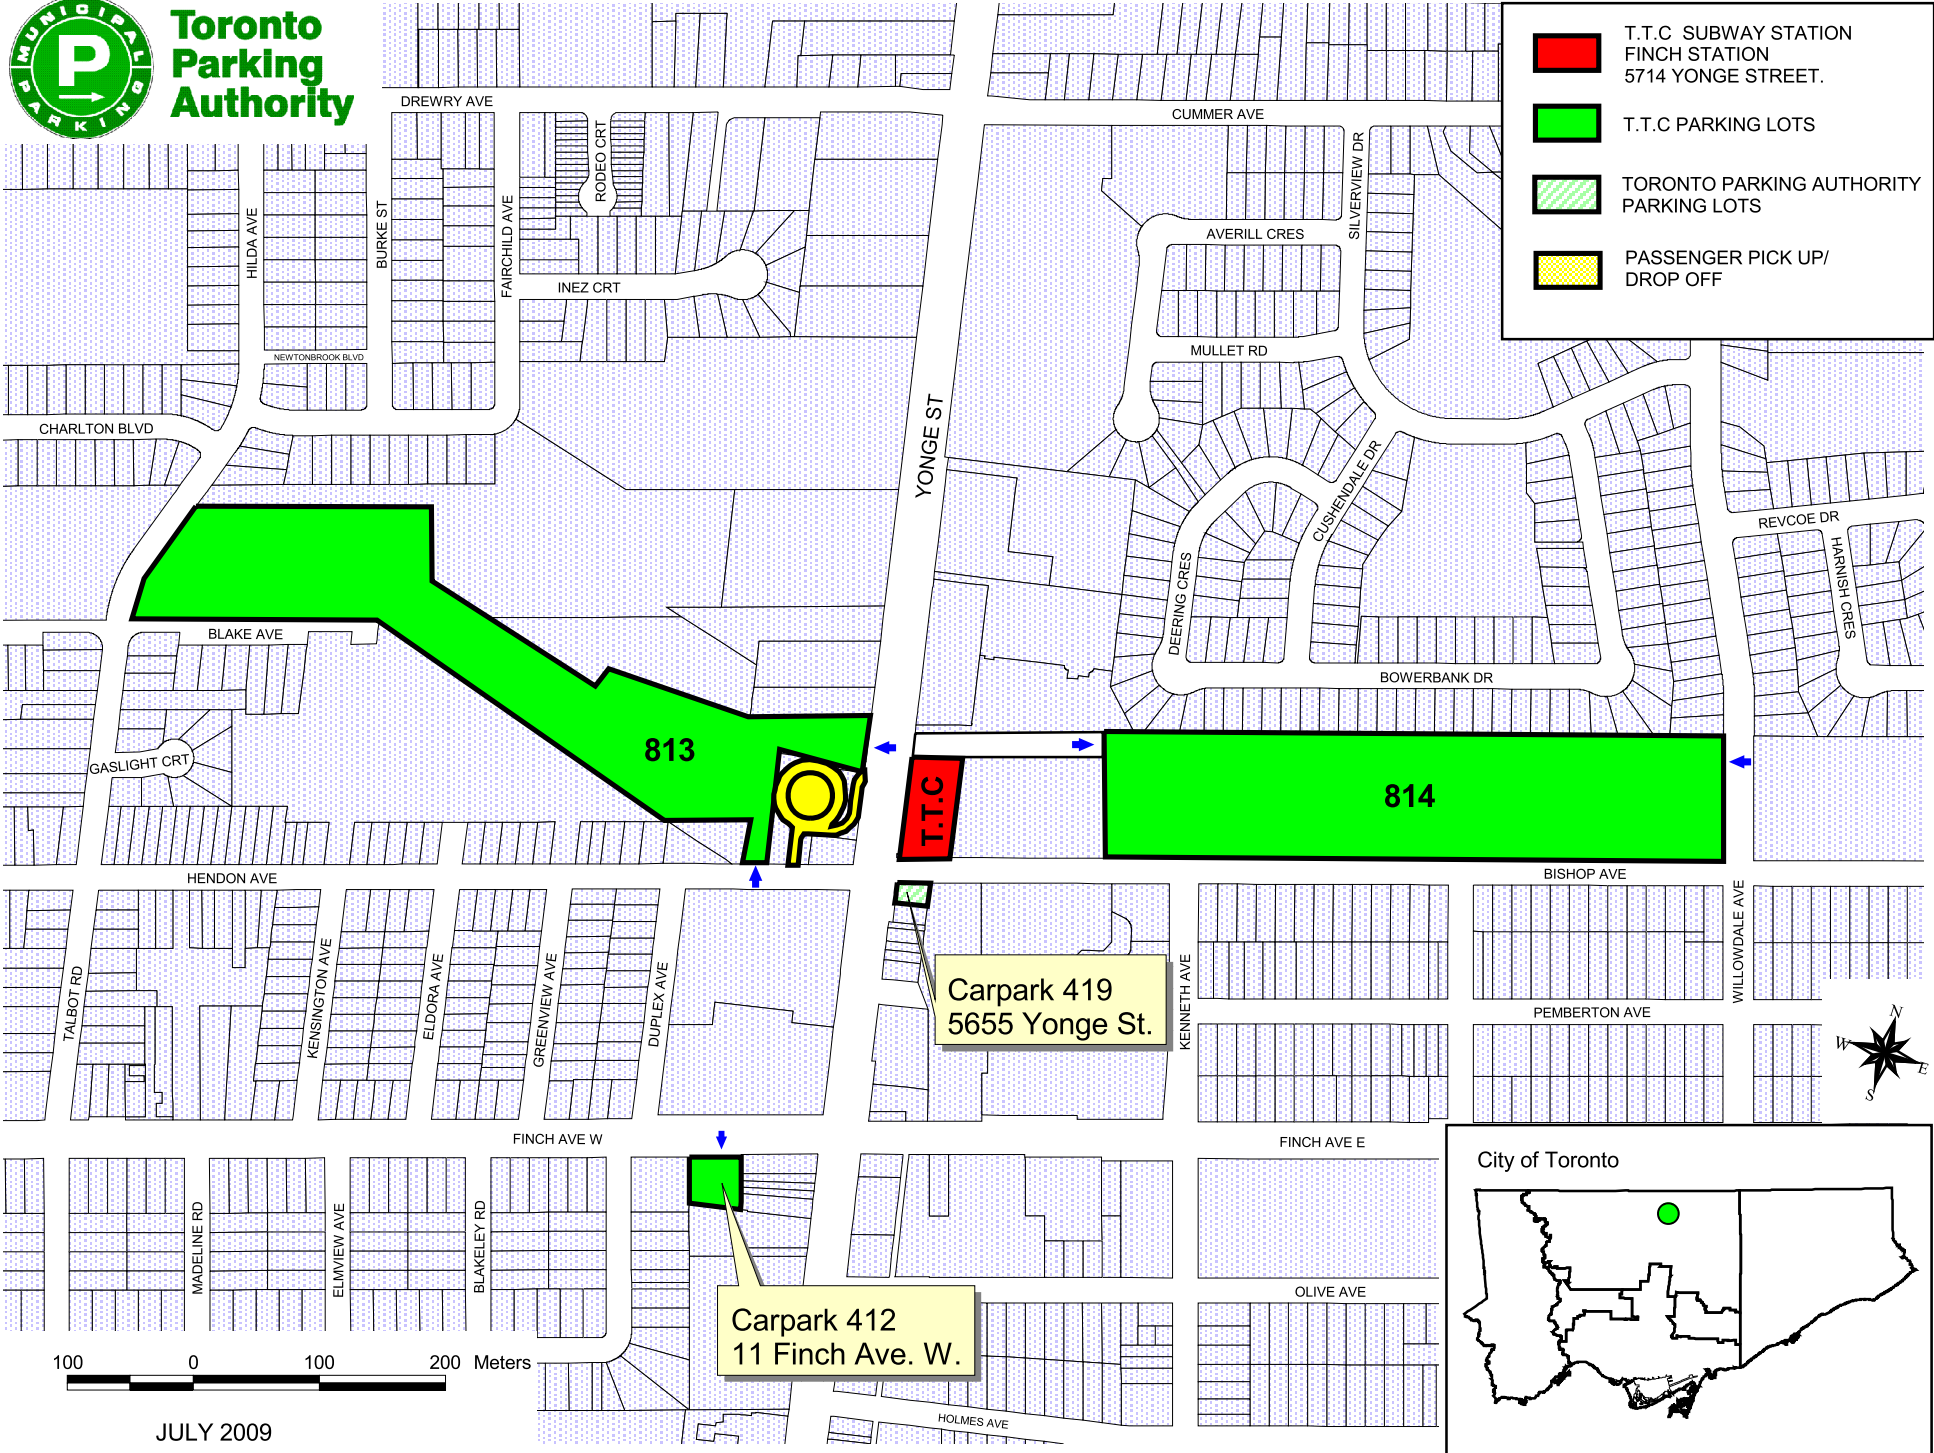 MUNICIPAL
PARKING
P
Toronto
Parking
Authority
T.T.C SUBWAY STATION
FINCH STATION
5714 YONGE STREET.
T.T.C PARKING LOTS
TORONTO PARKING AUTHORITY
PARKING LOTS
PASSENGER PICK UP/
DROP OFF
DREWRY AVE
CUMMER AVE
RODEO CRT
SILVERVIEW DR
HILDA AVE
BURKE ST
FAIRCHILD AVE
AVERILL CRES
INEZ CRT
NEWTONBROOK BLVD
MULLET RD
CHARLTON BLVD
YONGE ST
CUSHENDALE DR
REVCOE DR
HARNISH CRES
DEERING CRES
BLAKE AVE
BOWERBANK DR
GASLIGHT CRT
813
T.T.C
814
HENDON AVE
BISHOP AVE
WILLOWDALE AVE
TALBOT RD
KENSINGTON AVE
ELDORA AVE
GREENVIEW AVE
DUPLEX AVE
Carpark 419
5655 Yonge St.
KENNETH AVE
PEMBERTON AVE
N
W
E
S
FINCH AVE W
FINCH AVE E
City of Toronto
MADELINE RD
ELMVIEW AVE
BLAKELEY RD
OLIVE AVE
Carpark 412
11 Finch Ave. W.
100 0 100 200 Meters
HOLMES AVE
JULY 2009